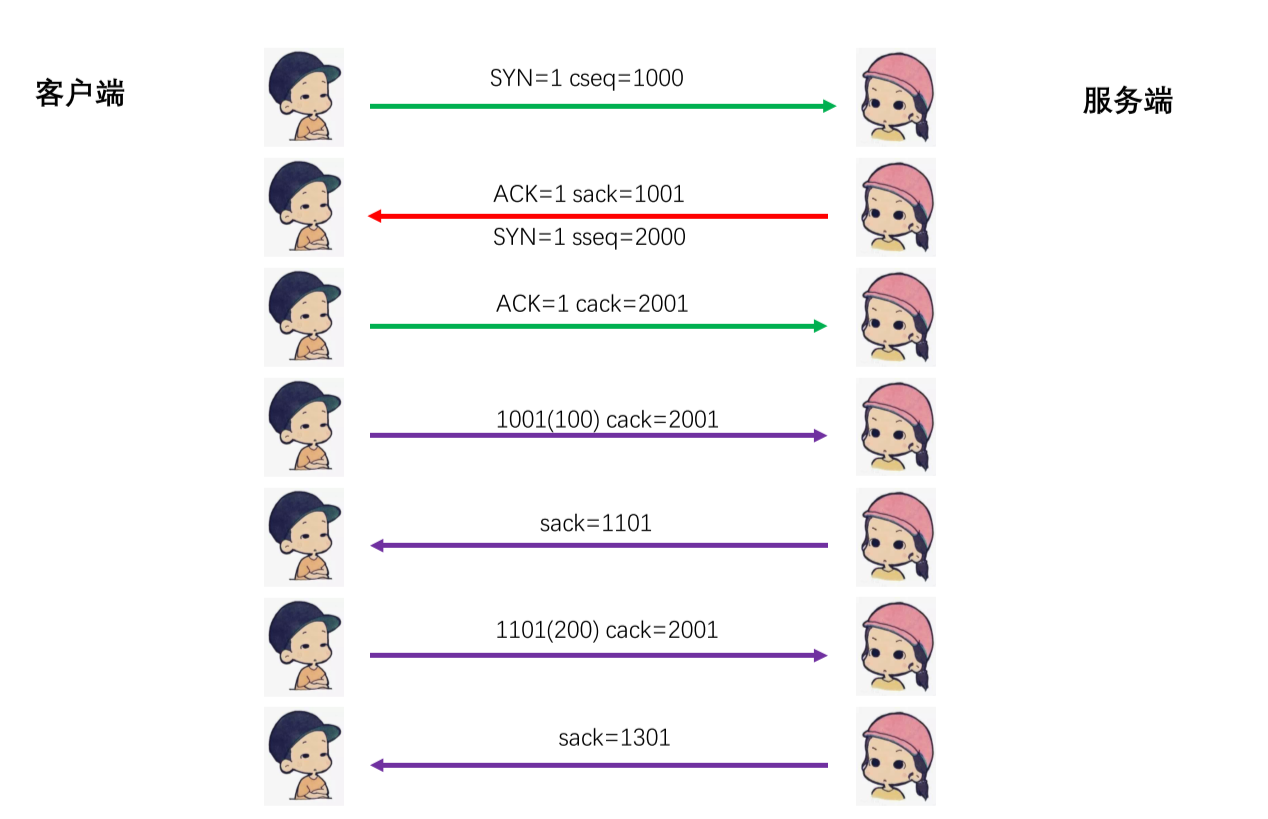 客户端
服务端
SYN=1 cseq=1000
ACK=1 sack=1001
SYN=1 sseq=2000
ACK=1 cack=2001
1001(100) cack=2001
sack=1101
1101(200) cack=2001
sack=1301